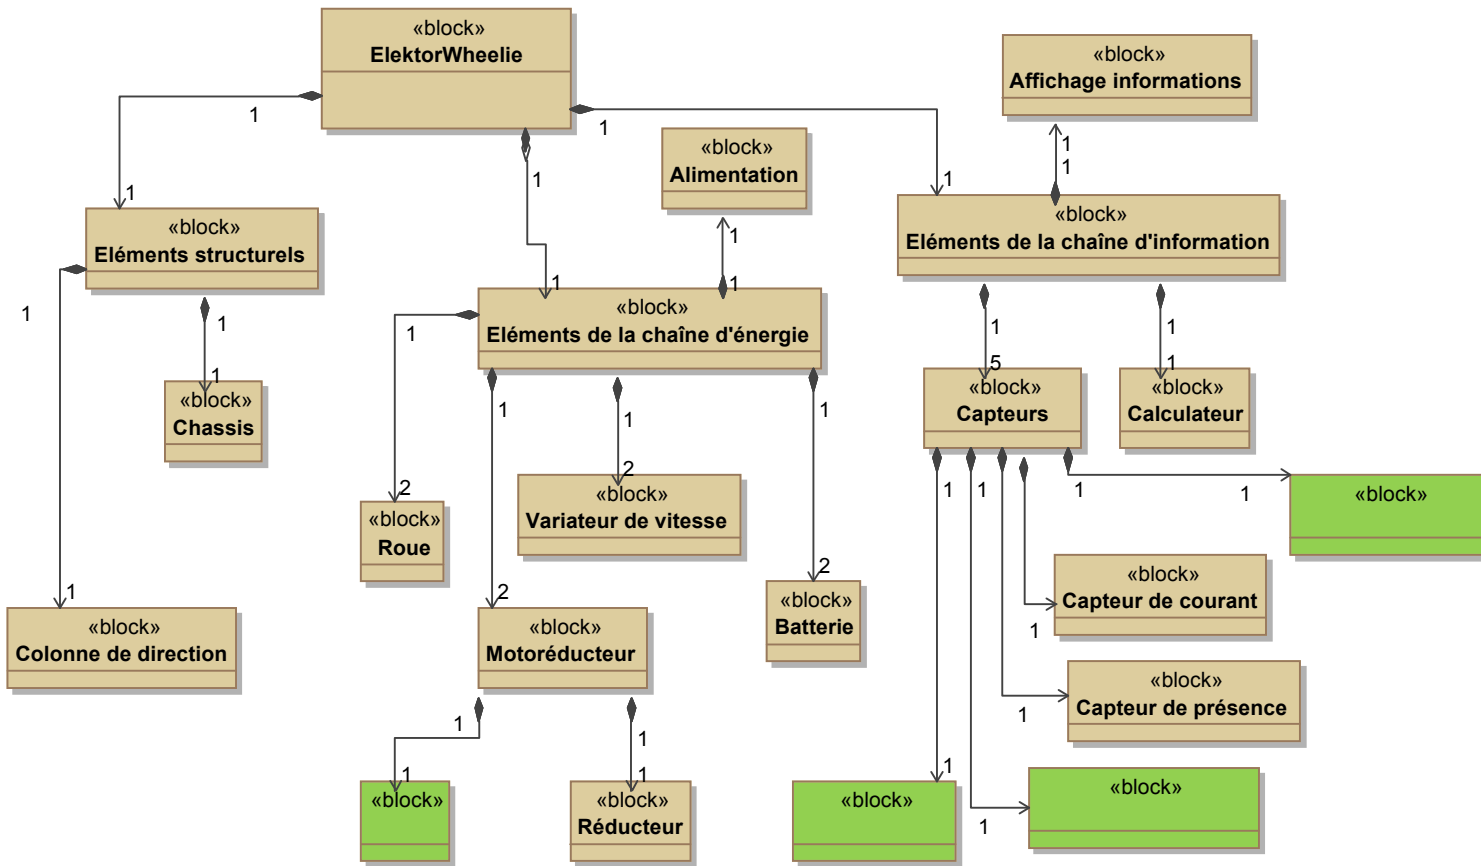 «block»
ElektorWheelie
1
1
1
1
1
1
«block»
Affichage informations
1
1
«block»
Alimentation
1
1
«block»
Eléments structurels
1
1
1
1
«block»
Chassis
«block»
Colonne de direction
«block»
Eléments de la chaîne d'énergie
1
2
1
2
1
2
1
2
«block»
Roue
«block»
Variateur de vitesse
«block»
Batterie
«block»
Motoréducteur
1
1
1
1
«block»
«block»
Réducteur
«block»
Eléments de la chaîne d'information
1
5
1
1
«block»
Capteurs
«block»
Calculateur
1
1
1
1
«block»
1
«block»
Capteur de courant
1
«block»
Capteur de présence
1
«block»
1
«block»